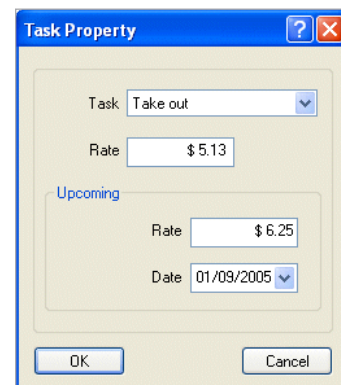 Task Property
Task Take out
Rate $ 5.13
Upcoming
Rate $ 6.25
Date 01/09/2005
OK Cancel